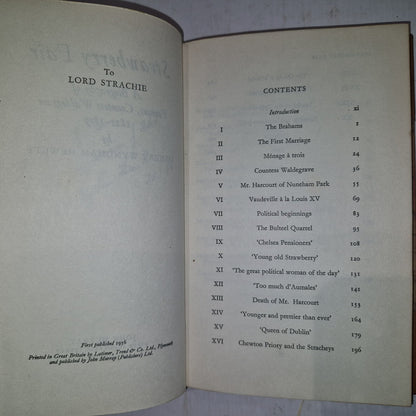 To
LORD STRACHIE
First published 1956
Printed in Great Britain by Latimer, Trend & Co. Ltd., Plymouth
and published by John Murray (Publishers) Ltd.
CONTENTS
Introduction xi
I The Brahams 1
II The First Marriage 12
III Ménage à trois 24
IV Countess Waldegrave 36
V Mr. Harcourt of Nuneham Park 56
VI Vaudeville à la Louis XV 69
VII Political beginnings 83
VIII The Bulteel Quartel 95
IX 'Chelsea Pensioners' 108
X 'Young old Strawberry' 120
XI 'The great political woman of the day' 131
XII 'Too much d'Aumales' 141
XIII Death of Mr. Harcourt 155
XIV 'Younger and prettier than ever' 164
XV 'Queen of Dublin' 179
XVI Chewton Priory and the Stracheys 196